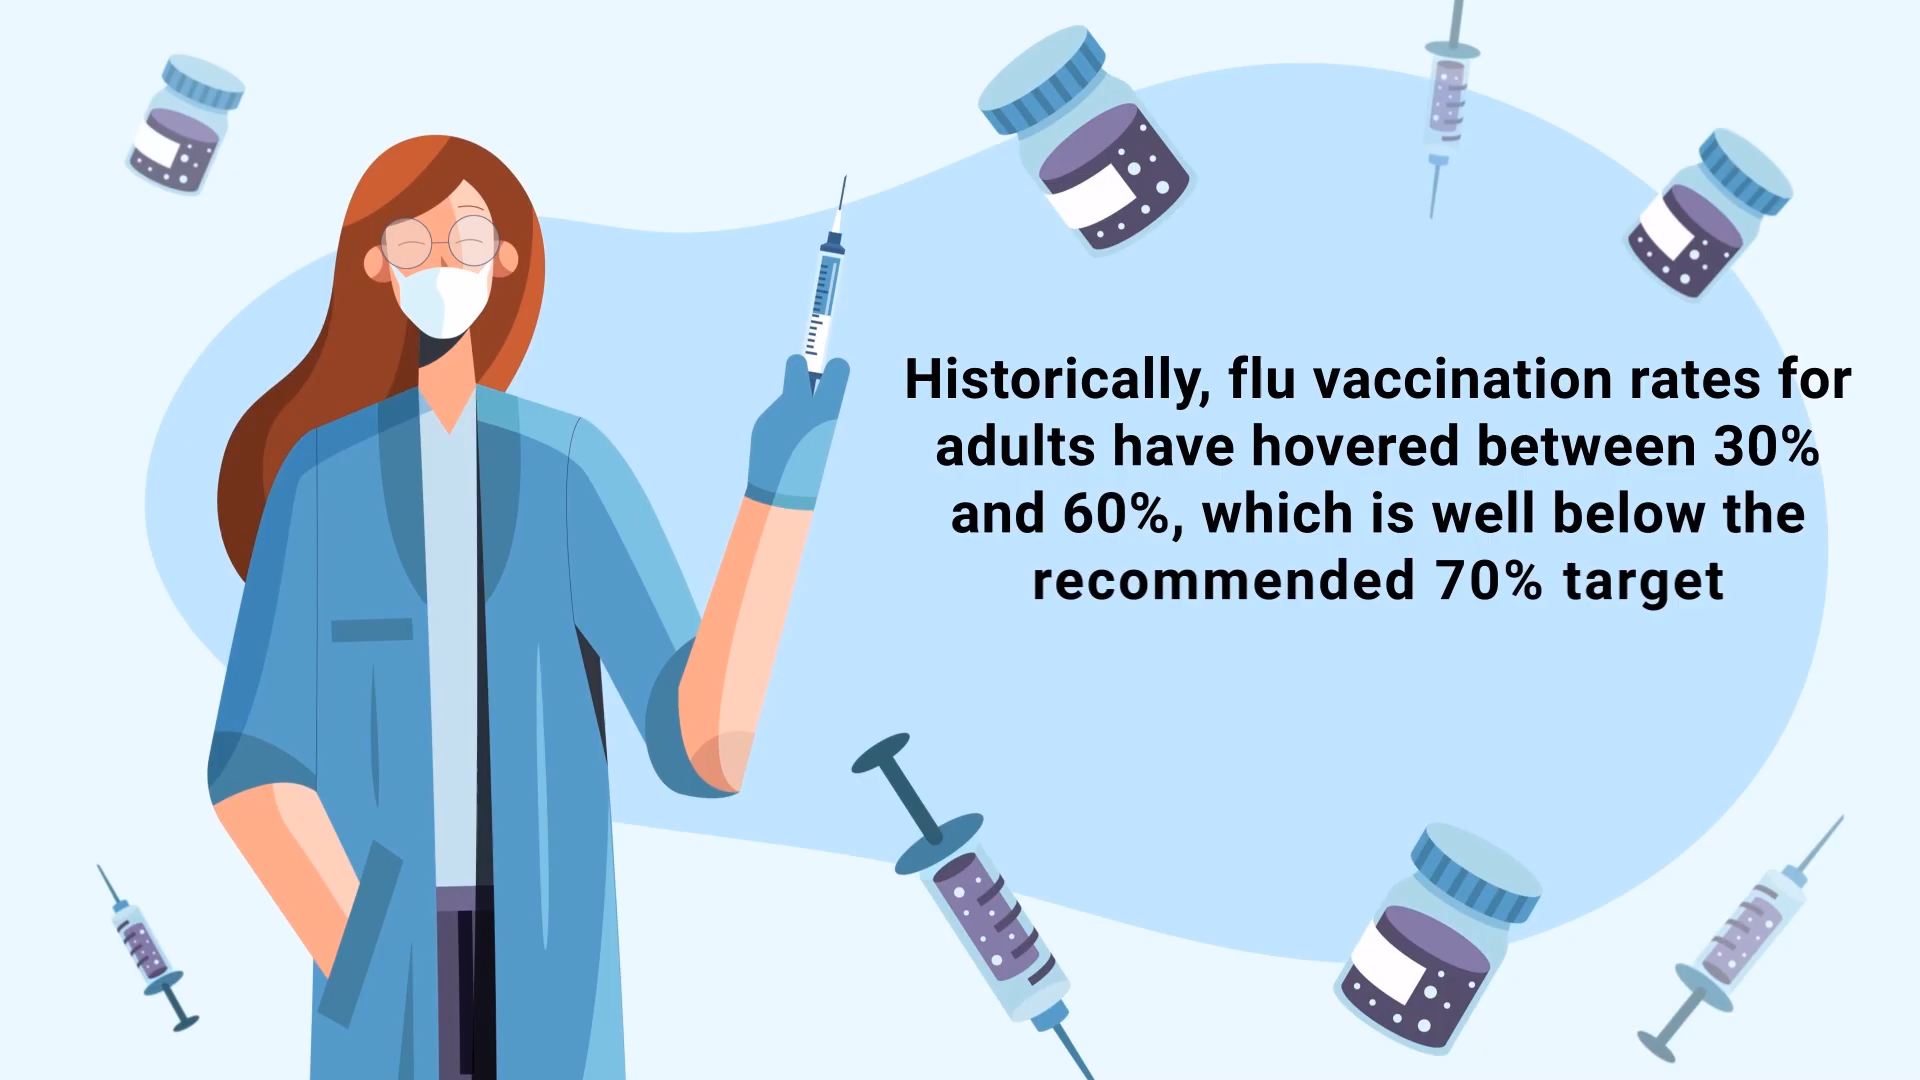 Historically, flu vaccination rates for
adults have hovered between 30%
and 60%, which is well below the
recommended 70% target